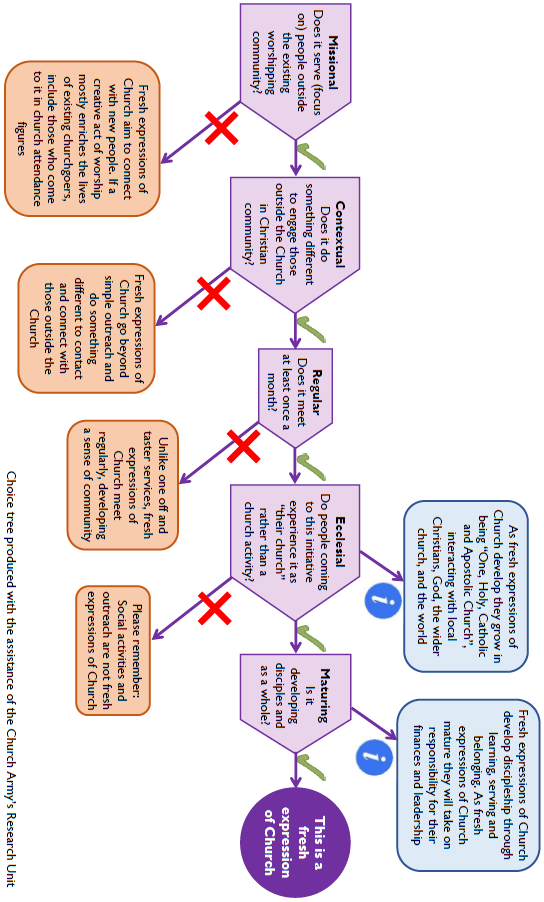 As fresh expressions of
Church develop they grow in
being "One, Holy, Catholic
and Apostolic Church",
interacting with local
Christians, God, the wider
church, and the world
i
Fresh expressions of Church
develop discipleship through
learning, serving and
belonging. As fresh
expressions of Church
mature they will take on
responsibility for their
finances and leadership
i
Missional
Does it serve (focus
on) people outside
the existing
worshipping
community?
Contextual
Does it do
something different
to engage those
outside the Church
in Christian
community?
Regular
Does it meet
at least once a
month?
Ecclesial
Do people coming
to this initiative
experience it as
"their church"
rather than a
church activity?
Maturing
Is it
developing
disciples and
as a whole?
This is a
fresh
expression
of Church
Fresh expressions of
Church aim to connect
with new people. If a
creative act of worship
mostly enriches the lives
of existing churchgoers,
include those who come
to it in church attendance
figures
Fresh expressions of
Church go beyond
simple outreach and
do something
different to contact
and connect with
those outside the
Church
Unlike one off and
taster services, fresh
expressions of
Church meet
regularly, developing
a sense of community
Please remember:
Social activities and
outreach are not fresh
expressions of Church
Choice tree produced with the assistance of the Church Army's Research Unit